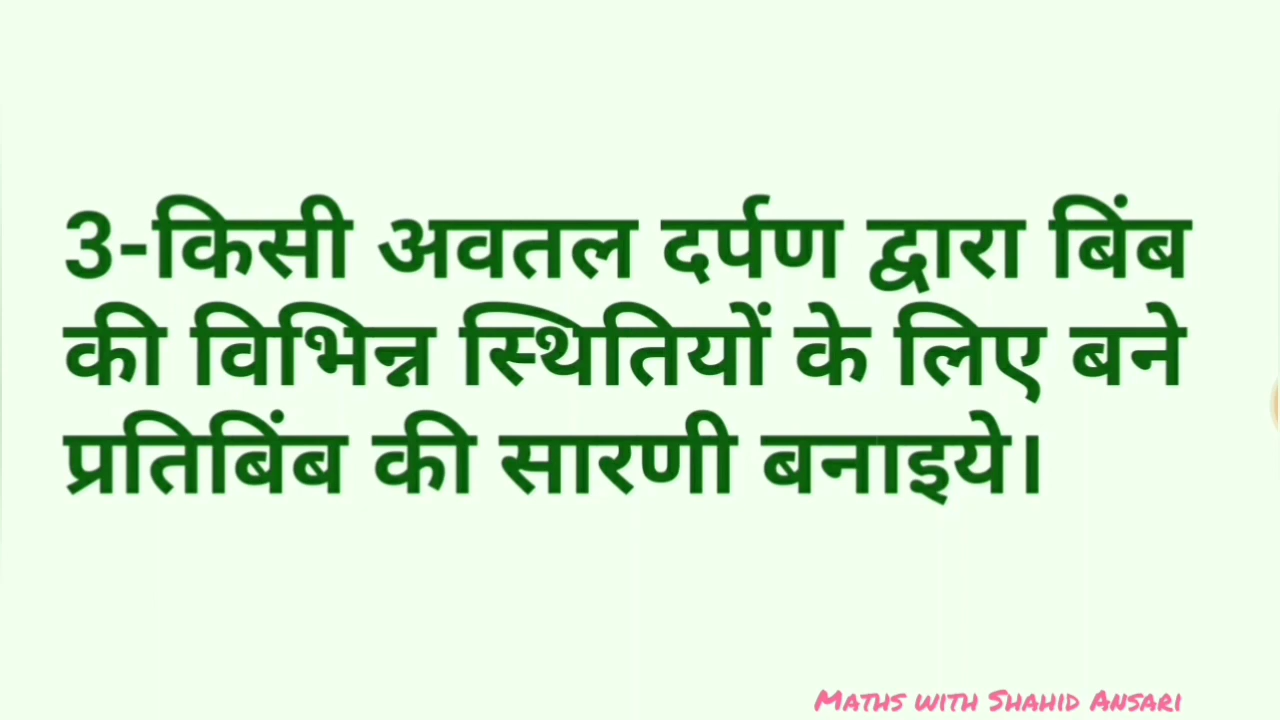 3-किसी अवतल दर्पण द्वारा बिंब
की विभिन्न स्थितियों के लिए बने
प्रतिबिंब की सारणी बनाइये।
Maths with Shahid Ansari